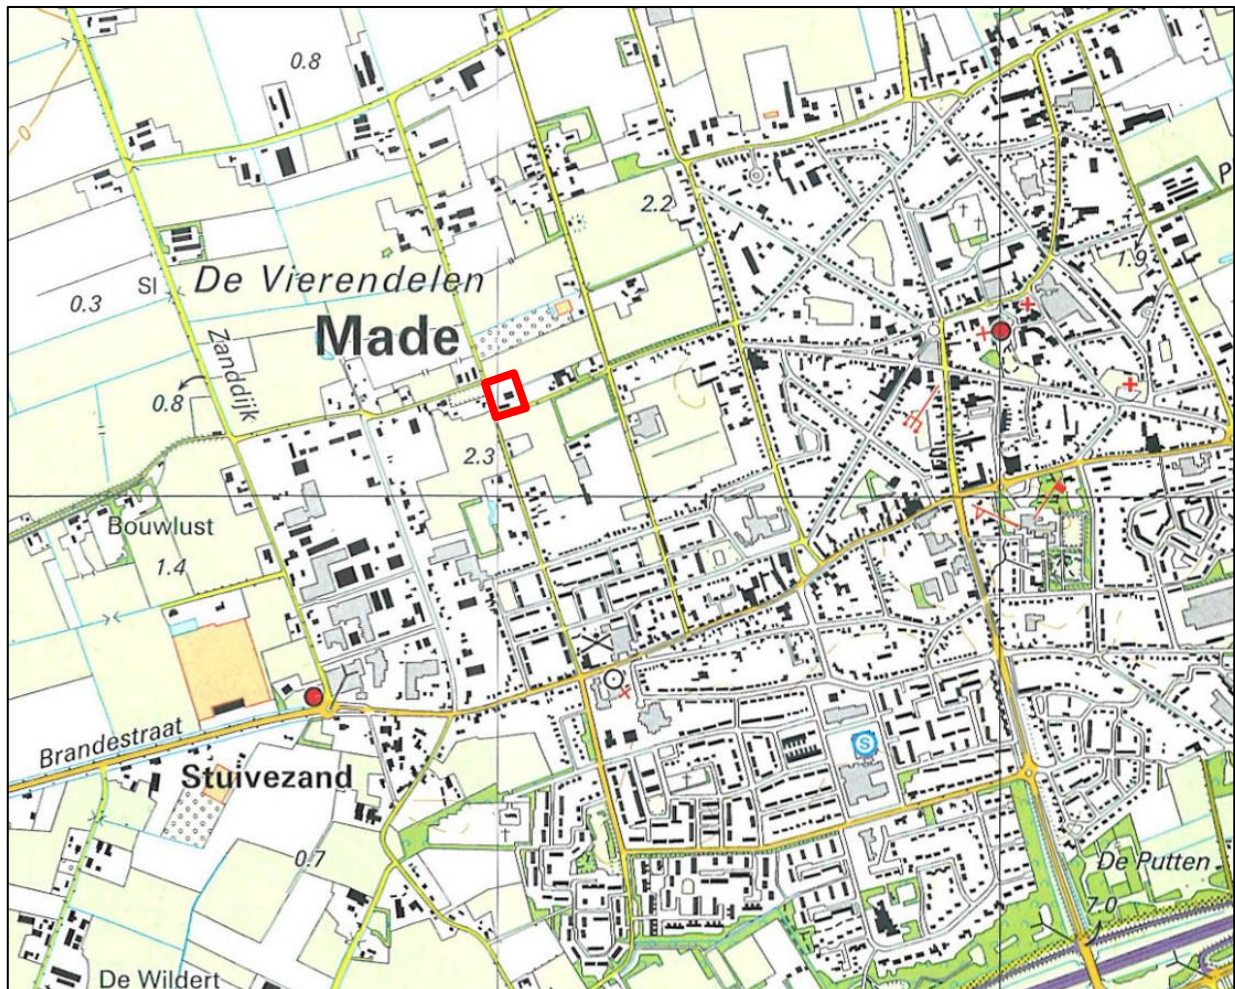 0.8
0
2.2
P
1.9
De Vierendelen
Sl
0.3
Made
Zanddijk
0.8
2.3
Bouwlust
1.4
Brandestraat
S
Stuivezand
0.7
De Putten
7.0
De Wildert